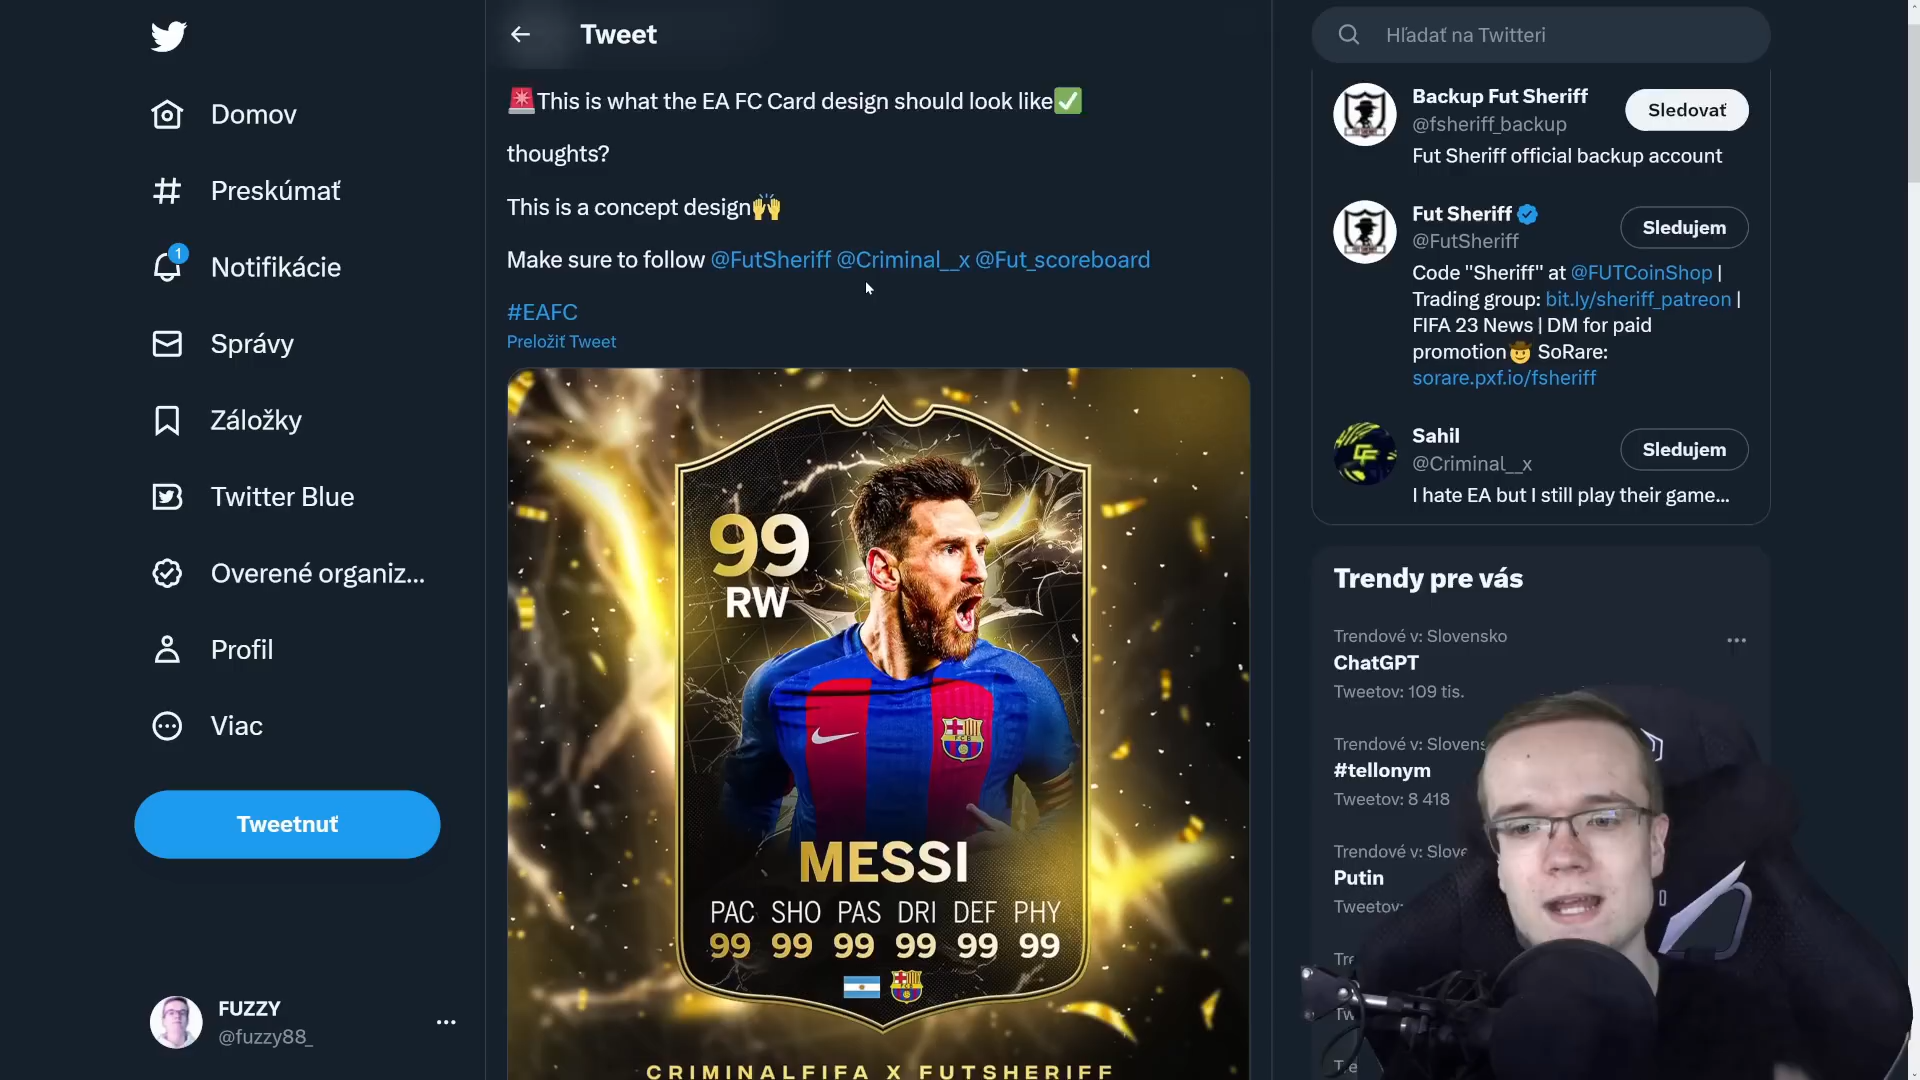 Domov
Preskúmať
1
Notifikácie
Správy
Záložky
Twitter Blue
Overené organiz...
Profil
Viac
Tweetnuť
FUZZY
@fuzzy88_
Tweet
🚨This is what the EA FC Card design should look like✅
thoughts?
This is a concept design🙌
Make sure to follow @FutSheriff @Criminal__x @Fut_scoreboard
#EAFC
Preložiť Tweet
99
RW
MESSI
PAC SHO PAS DRI DEF PHY
99 99 99 99 99 99
CRIMINALFIFA X FUTSHERIFF
Hľadať na Twitteri
Backup Fut Sheriff
@fsheriff_backup
Sledovať
Fut Sheriff official backup account
Fut Sheriff
@FutSheriff
Sledujem
Code "Sheriff" at @FUTCoinShop |
Trading group: bit.ly/sheriff_patreon |
FIFA 23 News | DM for paid
promotion🤠 SoRare:
sorare.pxf.io/fsheriff
Sahil
@Criminal__x
Sledujem
I hate EA but I still play their game...
Trendy pre vás
Trendové v: Slovensko
ChatGPT
Tweetov: 109 tis.
Trendové v: Slovens
#tellonym
Tweetov: 8 418
Trendové v: Slove
Putin
Tweetov: